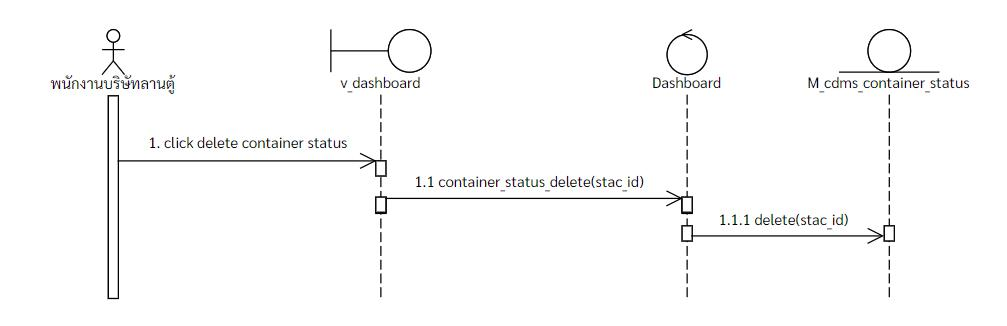 พนักงานบริษัทลานตู้
v_dashboard
Dashboard
M_cdms_container_status
1. click delete container status
1.1 container_status_delete(stac_id)
1.1.1 delete(stac_id)